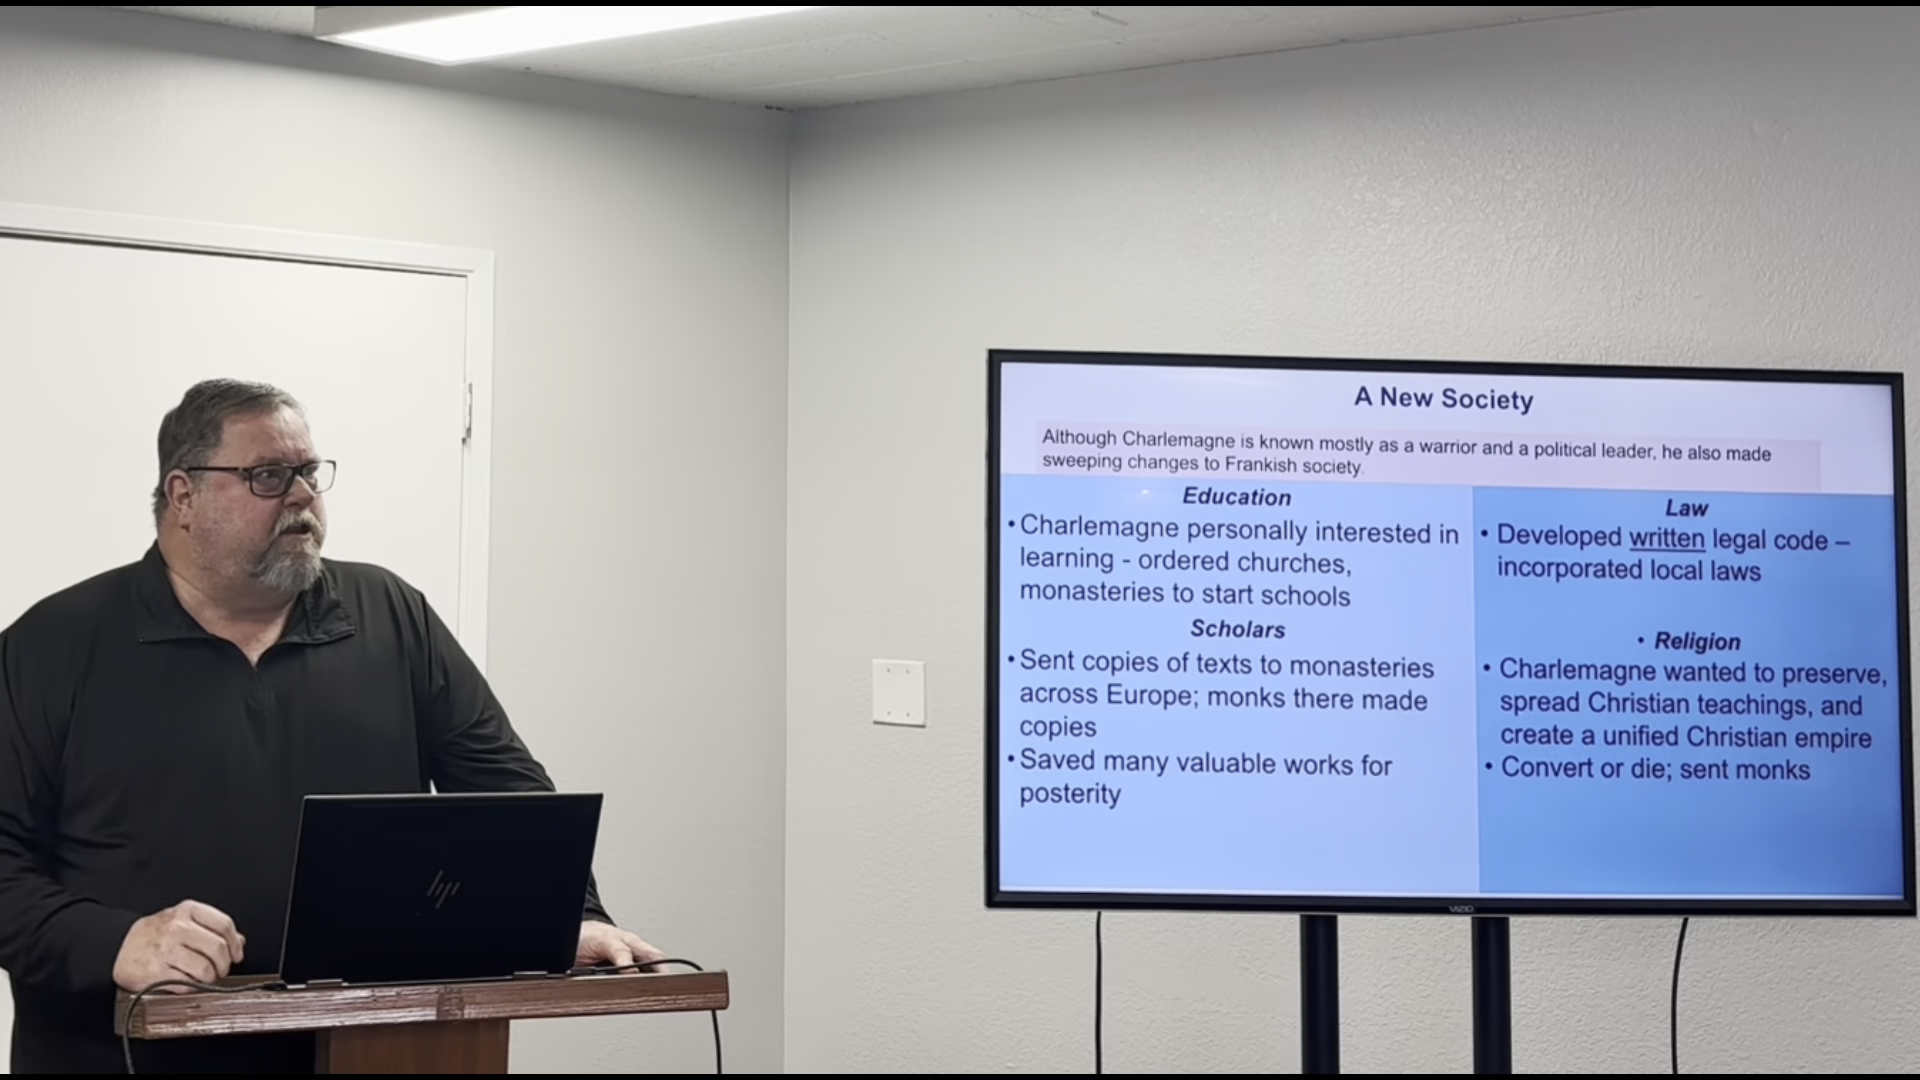 A New Society
Although Charlemagne is known mostly as a warrior and a political leader, he also made
sweeping changes to Frankish society.
Education
• Charlemagne personally interested in
learning - ordered churches,
monasteries to start schools
Scholars
• Sent copies of texts to monasteries
across Europe; monks there made
copies
• Saved many valuable works for
posterity
Law
• Developed written legal code –
incorporated local laws
• Religion
• Charlemagne wanted to preserve,
spread Christian teachings, and
create a unified Christian empire
• Convert or die; sent monks
VIZIO
hp